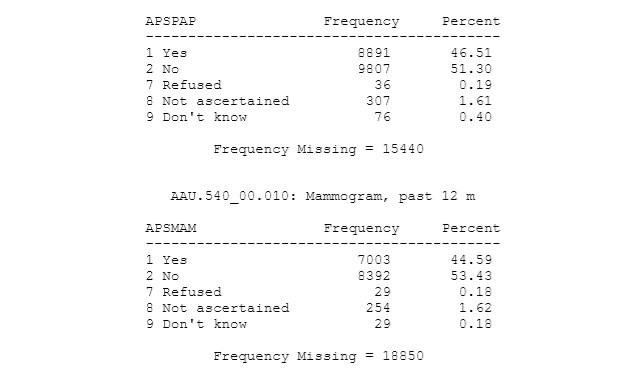 APSPAP Frequency Percent
--------------------------------------------
1 Yes 8891 46.51
2 No 9807 51.30
7 Refused 36 0.19
8 Not ascertained 307 1.61
9 Don't know 76 0.40
Frequency Missing = 15440
AAU.540_00.010: Mammogram, past 12 m
APSMAM Frequency Percent
--------------------------------------------
1 Yes 7003 44.59
2 No 8392 53.43
7 Refused 29 0.18
8 Not ascertained 254 1.62
9 Don't know 29 0.18
Frequency Missing = 18850